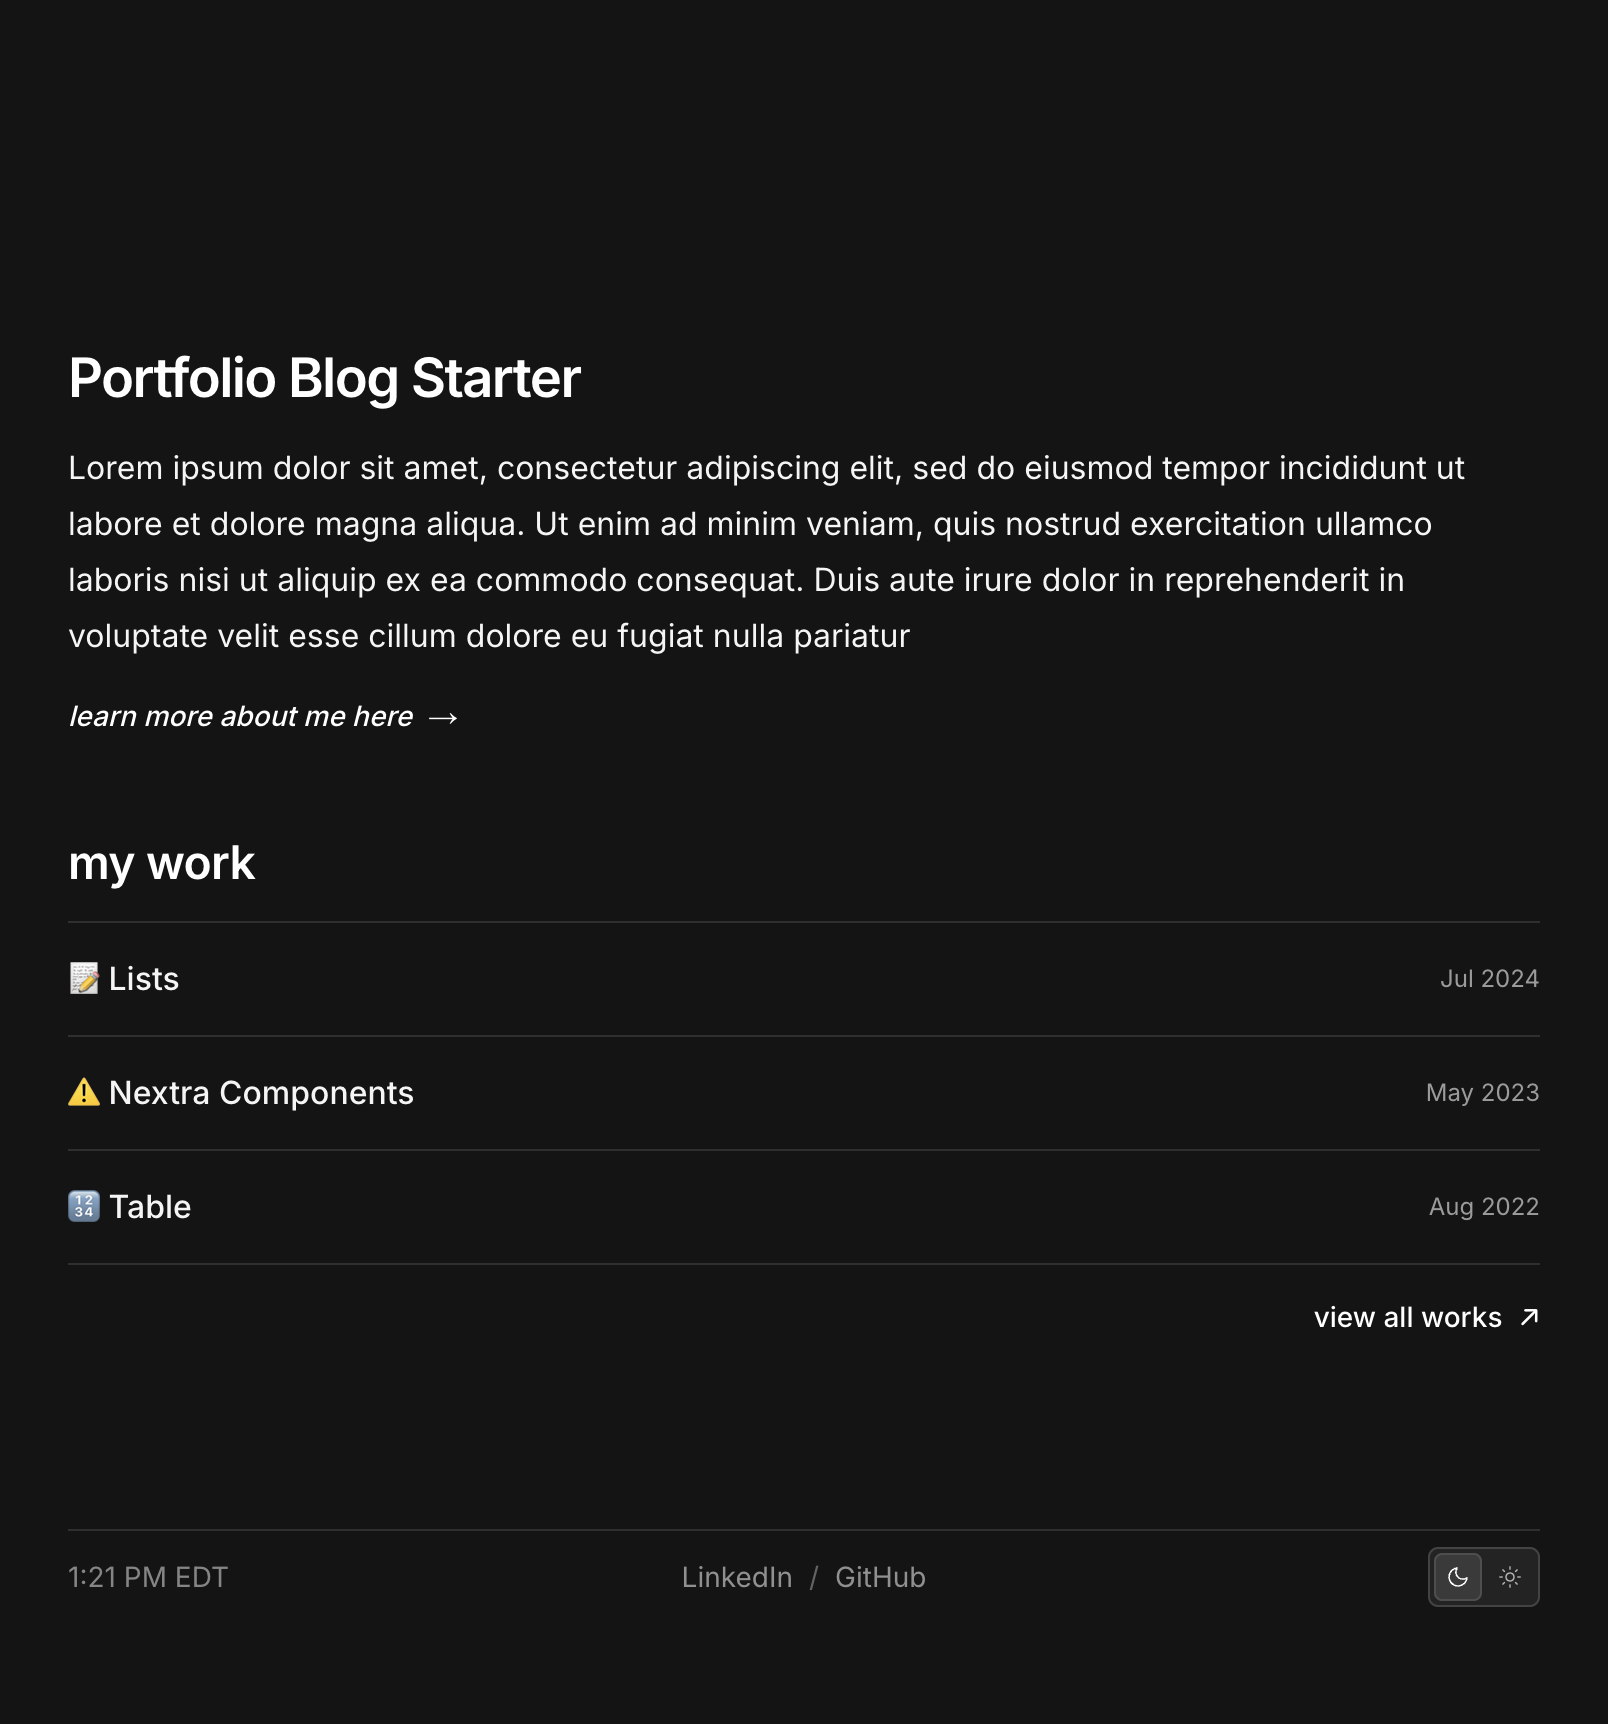 Portfolio Blog Starter
Lorem ipsum dolor sit amet, consectetur adipiscing elit, sed do eiusmod tempor incididunt ut
labore et dolore magna aliqua. Ut enim ad minim veniam, quis nostrud exercitation ullamco
laboris nisi ut aliquip ex ea commodo consequat. Duis aute irure dolor in reprehenderit in
voluptate velit esse cillum dolore eu fugiat nulla pariatur
learn more about me here →
my work
📝 Lists Jul 2024
⚠️ Nextra Components May 2023
🔢 Table Aug 2022
view all works ↗
1:21 PM EDT LinkedIn / GitHub